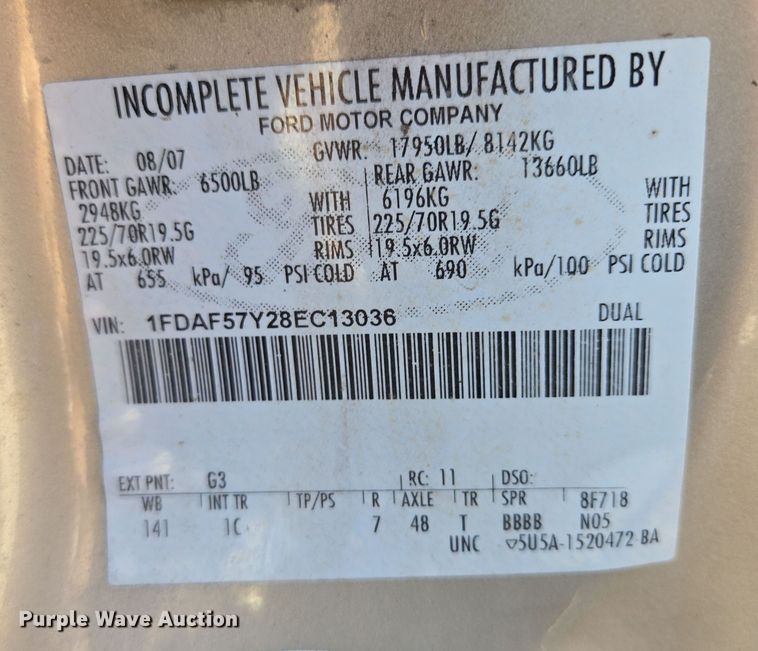 INCOMPLETE VEHICLE MANUFACTURED BY
FORD MOTOR COMPANY
DATE: 08/07 GVWR: 17950LB/ 8142KG
FRONT GAWR: 6500LB REAR GAWR: 13660LB
2948KG WITH 6196KG WITH
225/70R19.5G TIRES 225/70R19.5G TIRES
19.5x6.0RW RIMS 19.5x6.0RW RIMS
AT 655 kPa/ 95 PSI COLD AT 690 kPa/100 PSI COLD
VIN: 1FDAF57Y28EC13036 DUAL
EXT PNT: G3 RC: 11 DSO:
WB INT TR TP/PS R AXLE TR SPR 8F718
141 1C 7 48 T BBBB N05
UNC ▽5U5A-1520472-BA
Purple Wave Auction